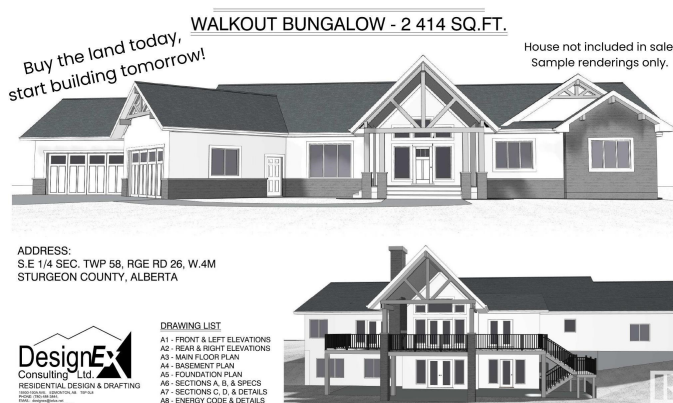 WALKOUT BUNGALOW - 2 414 SQ.FT.
Buy the land today,
start building tomorrow!
House not included in sale
Sample renderings only.
ADDRESS:
S.E 1/4 SEC. TWP 58, RGE RD 26, W.4M
STURGEON COUNTY, ALBERTA
DRAWING LIST
A1 - FRONT & LEFT ELEVATIONS
A2 - REAR & RIGHT ELEVATIONS
A3 - MAIN FLOOR PLAN
A4 - BASEMENT PLAN
A5 - FOUNDATION PLAN
A6 - SECTIONS A, B, & SPECS
A7 - SECTIONS C, D, & DETAILS
A8 - ENERGY CODE & DETAILS
DesignEx
Consulting Ltd.
RESIDENTIAL DESIGN & DRAFTING